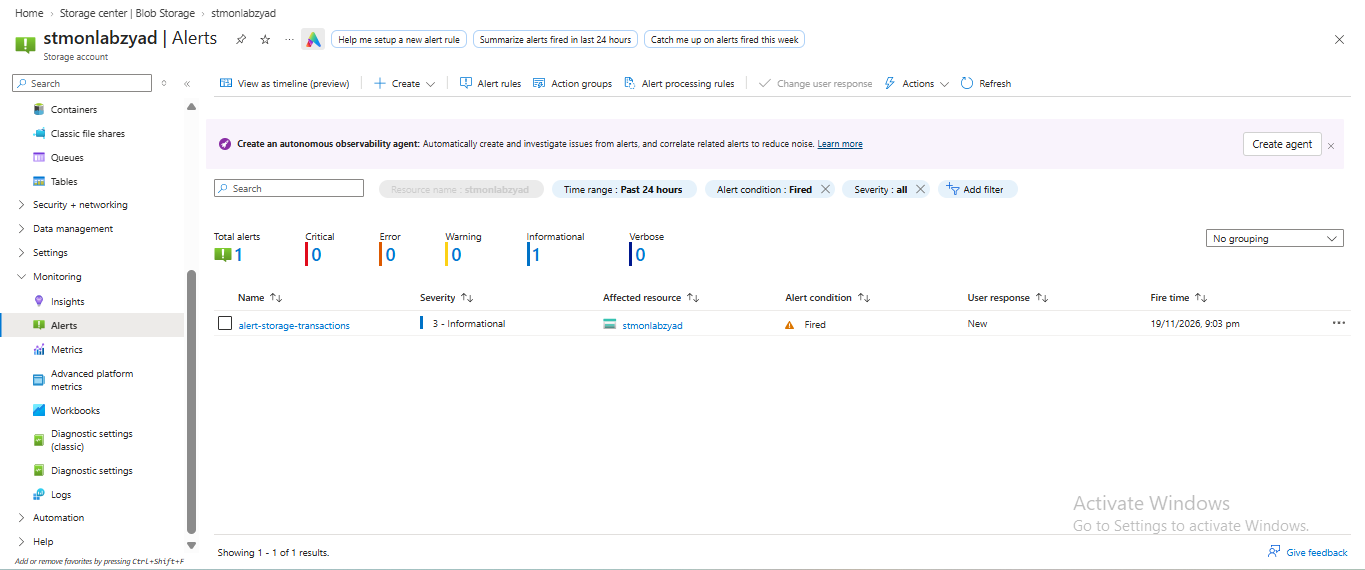 Home > Storage center | Blob Storage > stmonlabzyad
stmonlabzyad | Alerts
Storage account
Help me setup a new alert rule
Summarize alerts fired in last 24 hours
Catch me up on alerts fired this week
Search
View as timeline (preview)
Create
Alert rules
Action groups
Alert processing rules
Change user response
Actions
Refresh
Containers
Classic file shares
Queues
Tables
Security + networking
Data management
Settings
Monitoring
Insights
Alerts
Metrics
Advanced platform
metrics
Workbooks
Diagnostic settings
(classic)
Diagnostic settings
Logs
Automation
Help
Add or remove favorites by pressing Ctrl+Shift+F
Create an autonomous observability agent: Automatically create and investigate issues from alerts, and correlate related alerts to reduce noise. Learn more
Create agent
Search
Resource name : stmonlabzyad
Time range : Past 24 hours
Alert condition : Fired
Severity : all
Add filter
Total alerts
1
Critical
0
Error
0
Warning
0
Informational
1
Verbose
0
No grouping
Name Severity Affected resource Alert condition User response Fire time
alert-storage-transactions 3 - Informational stmonlabzyad Fired New 19/11/2026, 9:03 pm
Activate Windows
Go to Settings to activate Windows.
Showing 1 - 1 of 1 results.
Give feedback